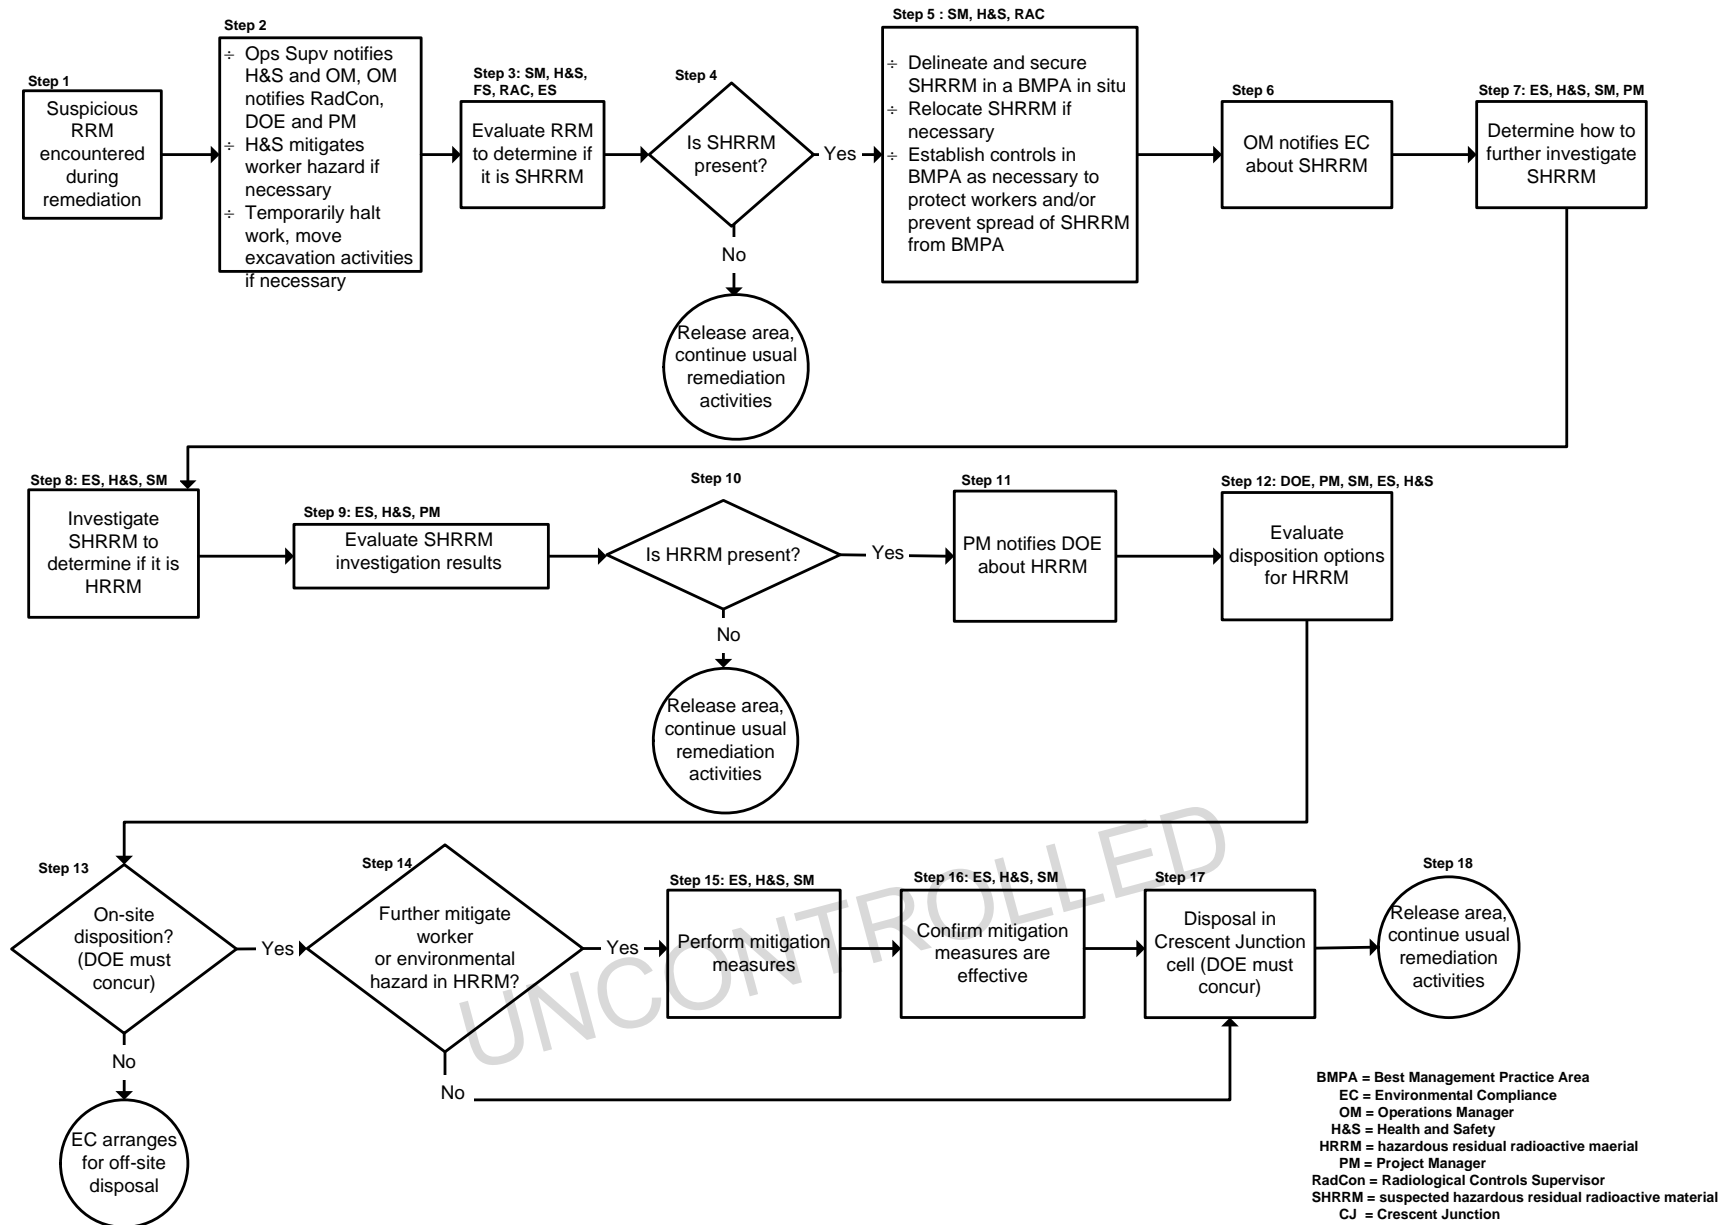 Step 1
Suspicious
RRM
encountered
during
remediation
Step 2
÷ Ops Supv notifies
H&S and OM, OM
notifies RadCon,
DOE and PM
÷ H&S mitigates
worker hazard if
necessary
÷ Temporarily halt
work, move
excavation activities
if necessary
Step 3: SM, H&S,
FS, RAC, ES
Evaluate RRM
to determine if
it is SHRRM
Step 4
Is SHRRM
present?
Yes
No
Release area,
continue usual
remediation
activities
Step 5 : SM, H&S, RAC
÷ Delineate and secure
SHRRM in a BMPA in situ
÷ Relocate SHRRM if
necessary
÷ Establish controls in
BMPA as necessary to
protect workers and/or
prevent spread of SHRRM
from BMPA
Step 6
OM notifies EC
about SHRRM
Step 7: ES, H&S, SM, PM
Determine how to
further investigate
SHRRM
Step 8: ES, H&S, SM
Investigate
SHRRM to
determine if it is
HRRM
Step 9: ES, H&S, PM
Evaluate SHRRM
investigation results
Step 10
Is HRRM present?
Yes
No
Release area,
continue usual
remediation
activities
Step 11
PM notifies DOE
about HRRM
Step 12: DOE, PM, SM, ES, H&S
Evaluate
disposition options
for HRRM
Step 13
On-site
disposition?
(DOE must
concur)
Yes
No
EC arranges
for off-site
disposal
Step 14
Further mitigate
worker
or environmental
hazard in HRRM?
Yes
No
Step 15: ES, H&S, SM
Perform mitigation
measures
Step 16: ES, H&S, SM
Confirm mitigation
measures are
effective
Step 17
Disposal in
Crescent Junction
cell (DOE must
concur)
Step 18
Release area,
continue usual
remediation
activities
UNCONTROLLED
BMPA = Best Management Practice Area
EC = Environmental Compliance
OM = Operations Manager
H&S = Health and Safety
HRRM = hazardous residual radioactive maerial
PM = Project Manager
RadCon = Radiological Controls Supervisor
SHRRM = suspected hazardous residual radioactive material
CJ = Crescent Junction